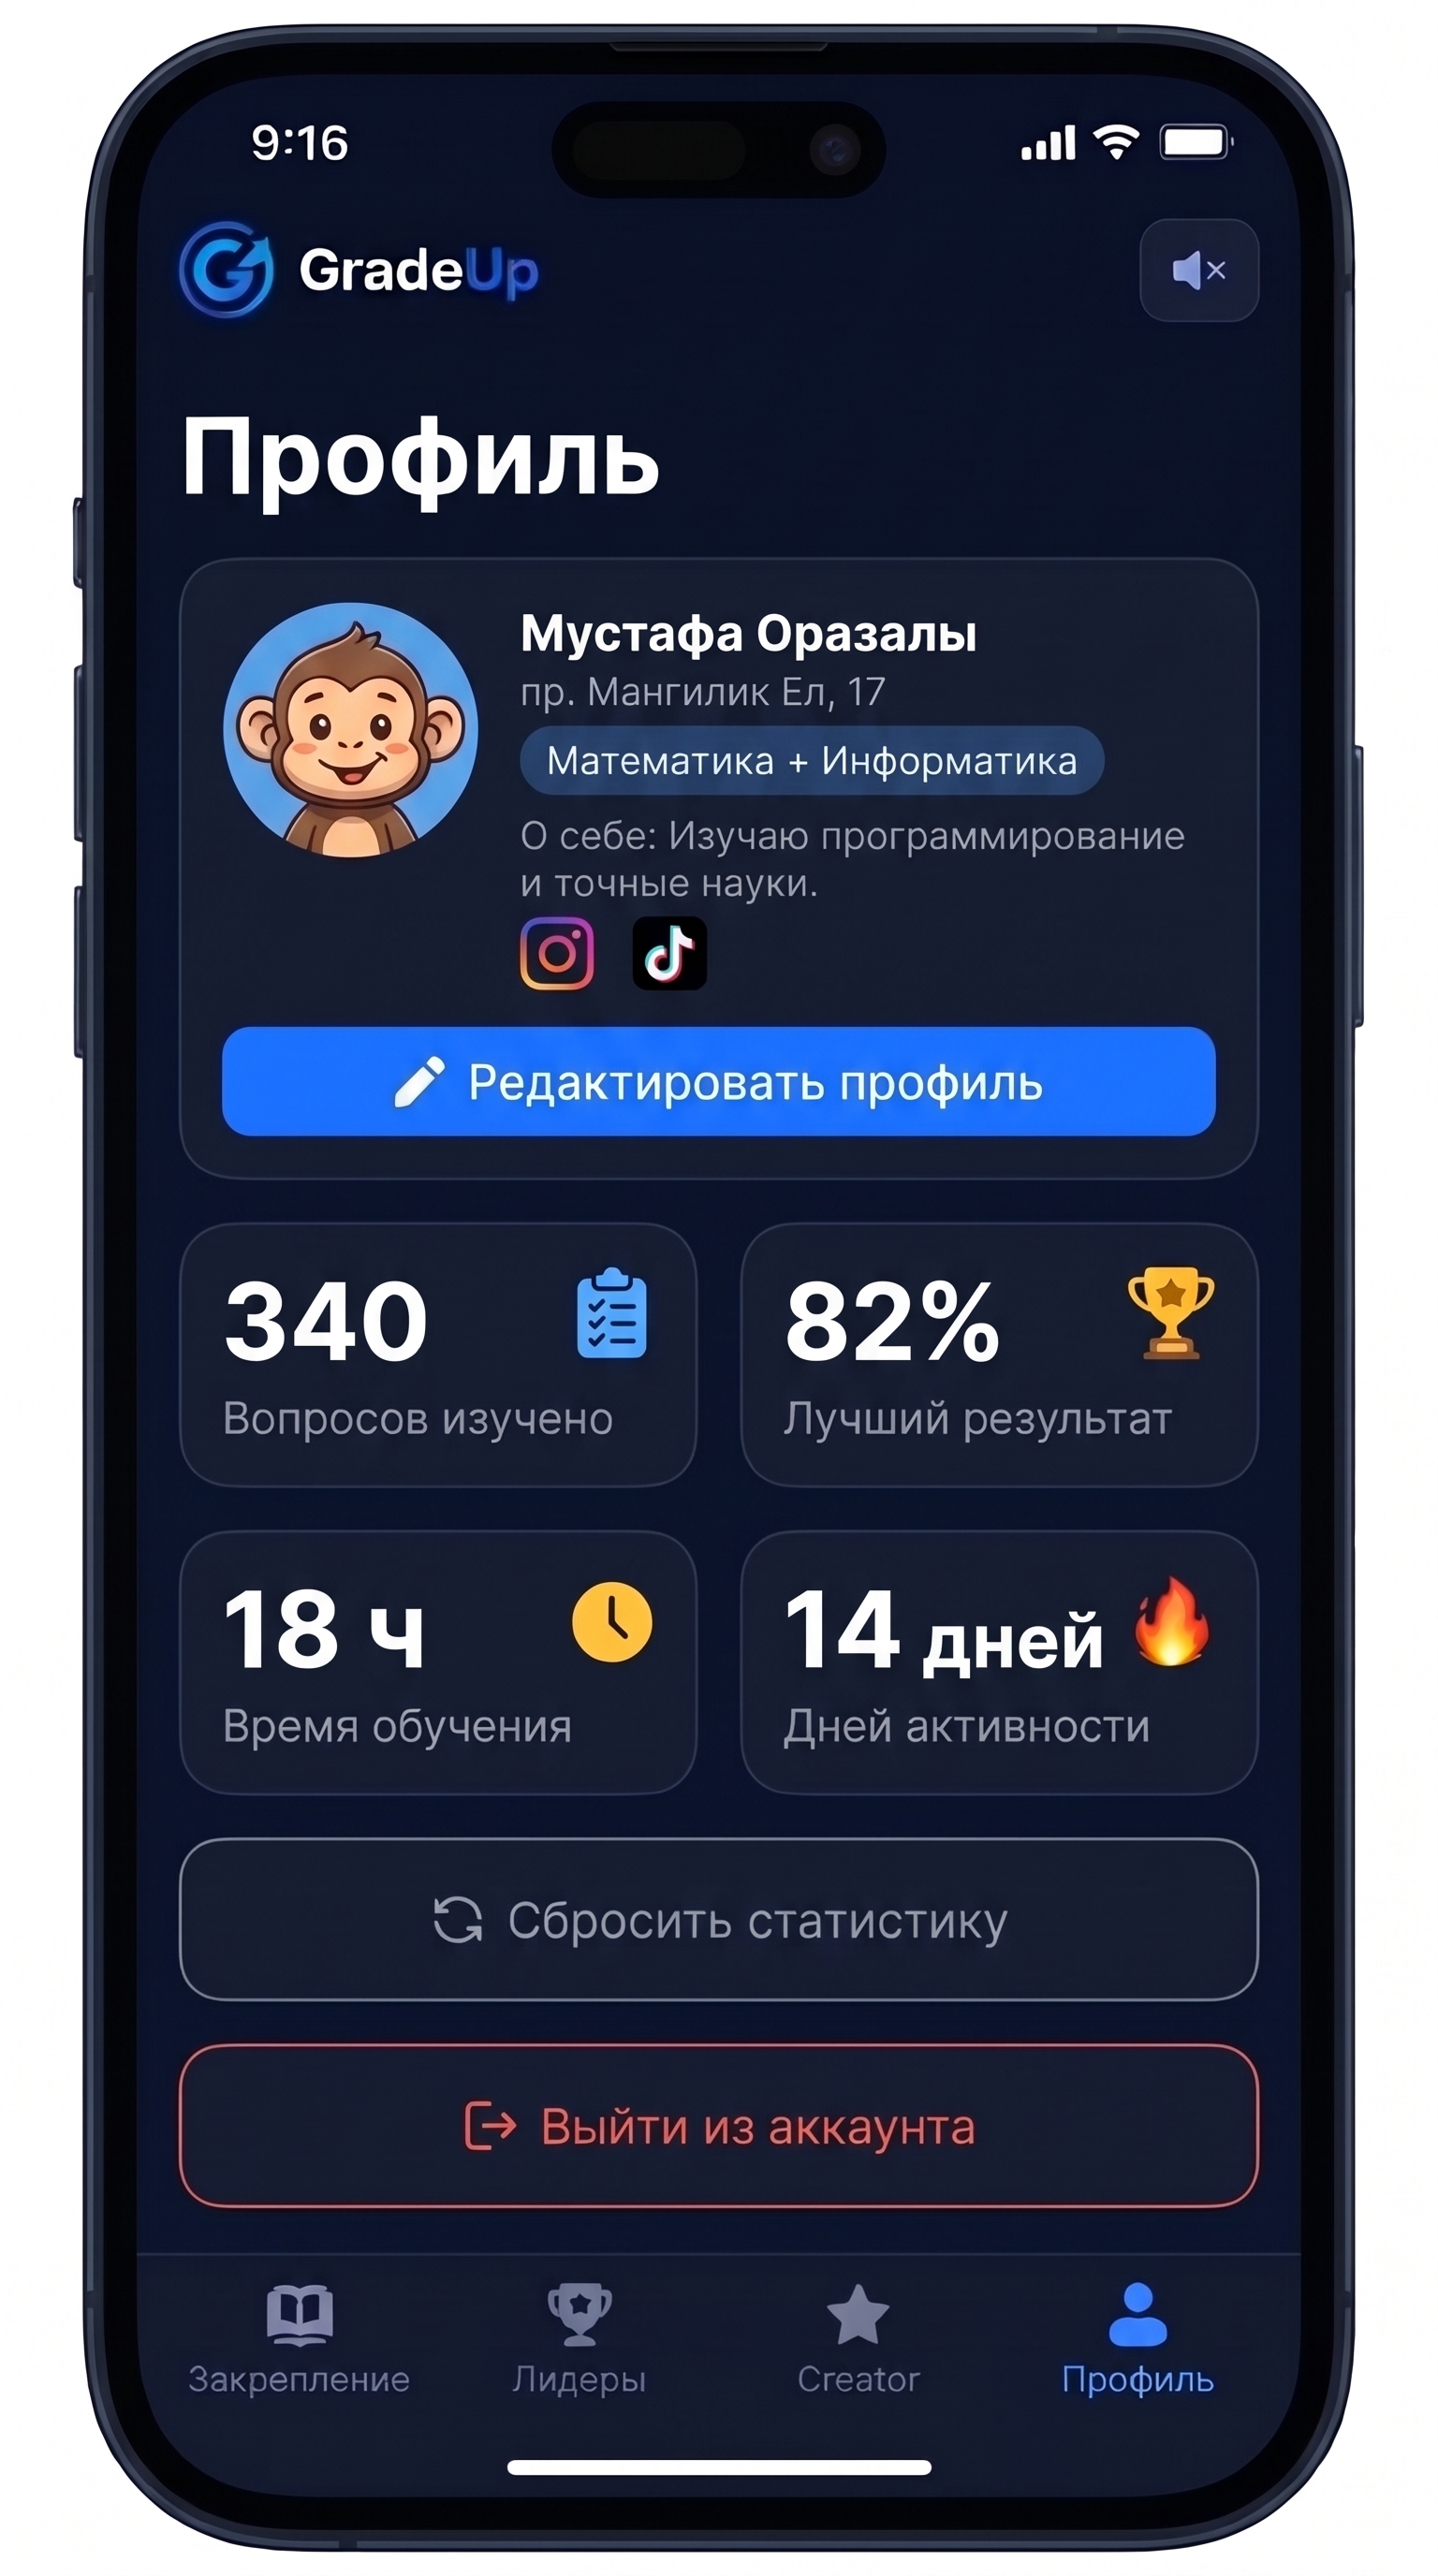 9:16
GradeUp
Профиль
Мустафа Оразалы
пр. Мангилик Ел, 17
Математика + Информатика
О себе: Изучаю программирование
и точные науки.
Редактировать профиль
340
Вопросов изучено
82%
Лучший результат
18 ч
Время обучения
14 дней
Дней активности
Сбросить статистику
Выйти из аккаунта
Закрепление
Лидеры
Creator
Профиль